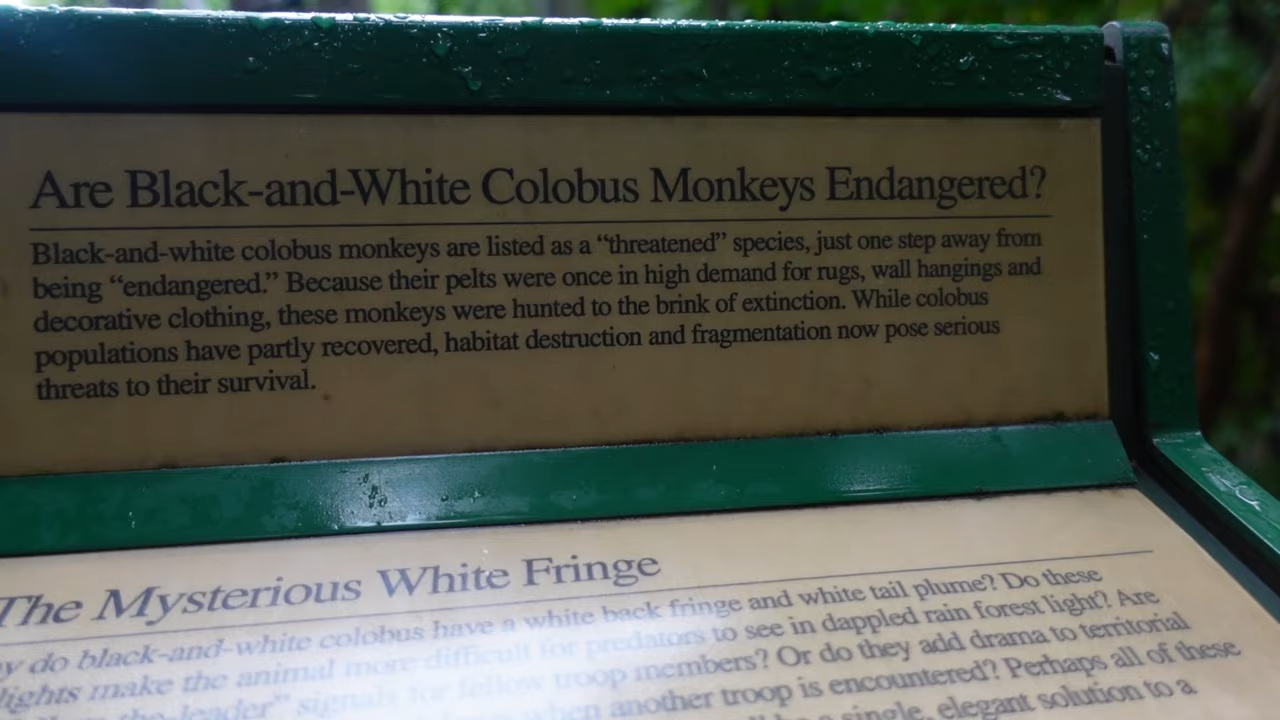 Are Black-and-White Colobus Monkeys Endangered?
Black-and-white colobus monkeys are listed as a “threatened” species, just one step away from
being “endangered.” Because their pelts were once in high demand for rugs, wall hangings and
decorative clothing, these monkeys were hunted to the brink of extinction. While colobus
populations have partly recovered, habitat destruction and fragmentation now pose serious
threats to their survival.
The Mysterious White Fringe
do black-and-white colobus have a white back fringe and white tail plume? Do these
lights make the animal more difficult for predators to see in dappled rain forest light? Are
the-leader” signals for fellow troop members? Or do they add drama to territorial
when another troop is encountered? Perhaps all of these
a single, elegant solution to a